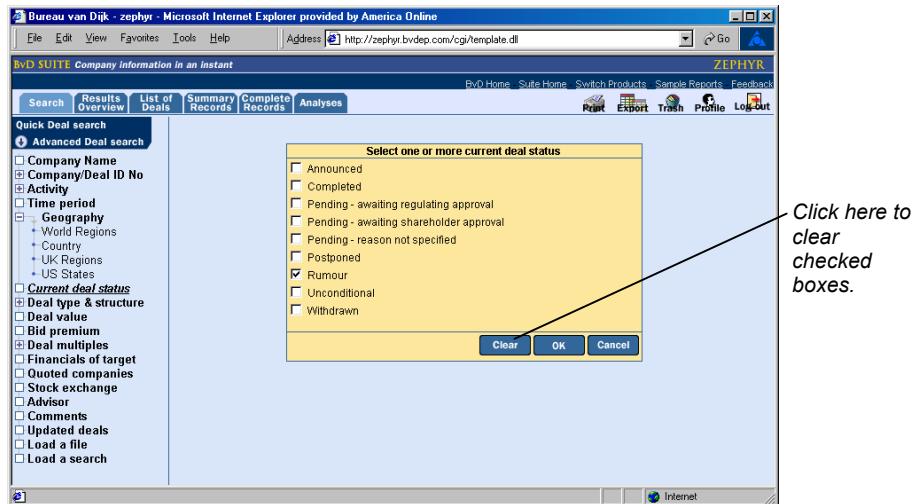 Bureau van Dijk - zephyr - Microsoft Internet Explorer provided by America Online
File Edit View Favorites Tools Help Address http://zephyr.bvdep.com/cgi/template.dll Go
BvD SUITE Company information in an instant ZEPHYR
BvD Home Suite Home Switch Products Sample Reports Feedback
Search Results Overview List of Deals Summary Records Complete Records Analyses Print Export Trash Profile Log out
Quick Deal search
Advanced Deal search
Company Name
Company/Deal ID No
Activity
Time period
Geography
World Regions
Country
UK Regions
US States
Current deal status
Deal type & structure
Deal value
Bid premium
Deal multiples
Financials of target
Quoted companies
Stock exchange
Advisor
Comments
Updated deals
Load a file
Load a search
Select one or more current deal status
Announced
Completed
Pending - awaiting regulating approval
Pending - awaiting shareholder approval
Pending - reason not specified
Postponed
Rumour
Unconditional
Withdrawn
Clear OK Cancel
Click here to
clear
checked
boxes.
Internet